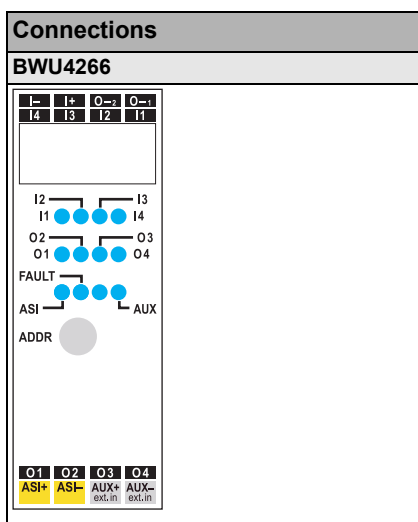 Connections
BWU4266
I– I+ O–₂ O–₁
I4 I3 I2 I1
I2 I3
I1 I4
O2 O3
O1 O4
FAULT
ASI AUX
ADDR
O1 O2 O3 O4
ASI+ ASI– AUX+ AUX–
ext.in ext.in